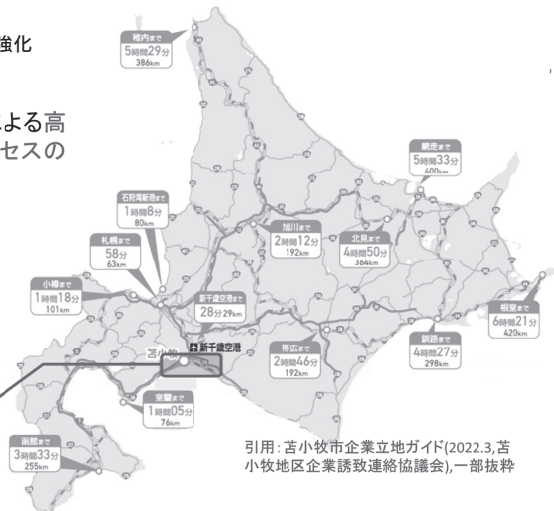 強化
による高
セスの
稚内まで
5時間29分
386km
網走まで
5時間33分
400km
石狩湾新港まで
1時間8分
80km
旭川まで
2時間12分
192km
北見まで
4時間50分
364km
札幌まで
58分
63km
小樽まで
1時間18分
101km
新千歳空港まで
28分29km
根室まで
6時間21分
420km
釧路まで
4時間27分
298km
帯広まで
2時間46分
192km
苫小牧
新千歳空港
室蘭まで
1時間05分
76km
函館まで
3時間33分
255km
引用:苫小牧市企業立地ガイド(2022.3,苫
小牧地区企業誘致連絡協議会),一部抜粋